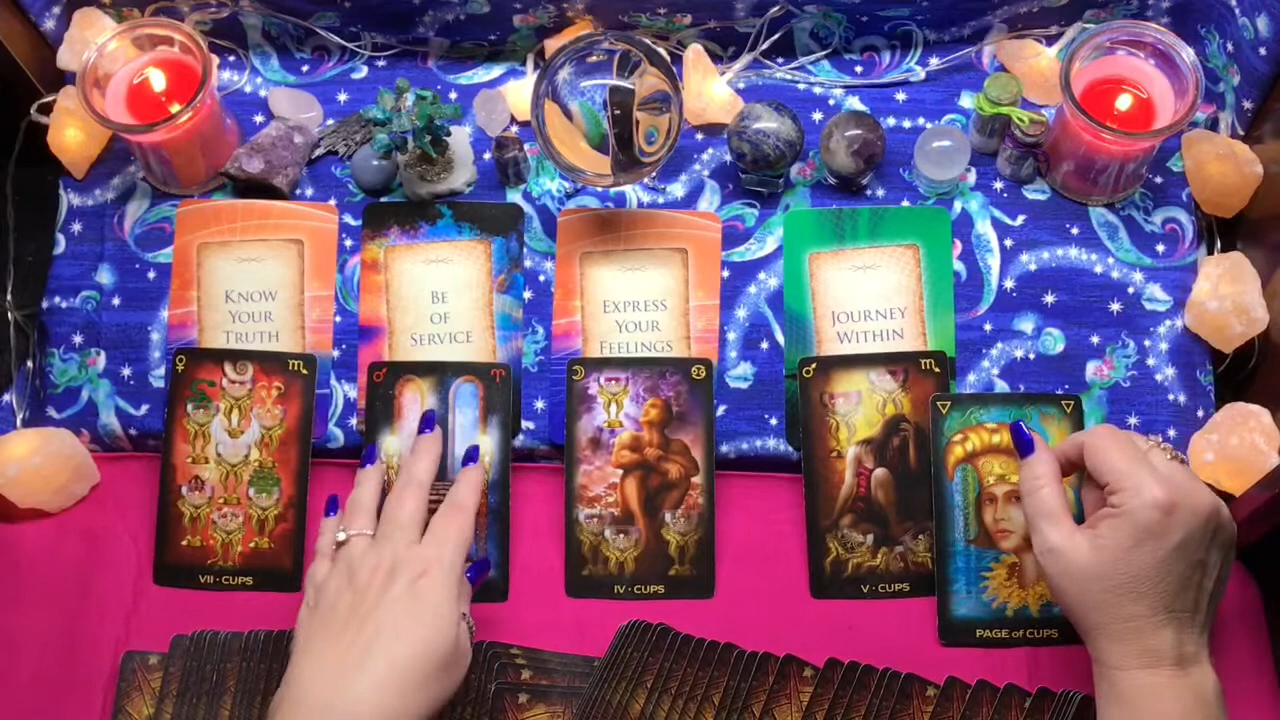 KNOW
YOUR
TRUTH
BE
OF
SERVICE
EXPRESS
YOUR
FEELINGS
JOURNEY
WITHIN
VII · CUPS
IV · CUPS
V · CUPS
PAGE of CUPS